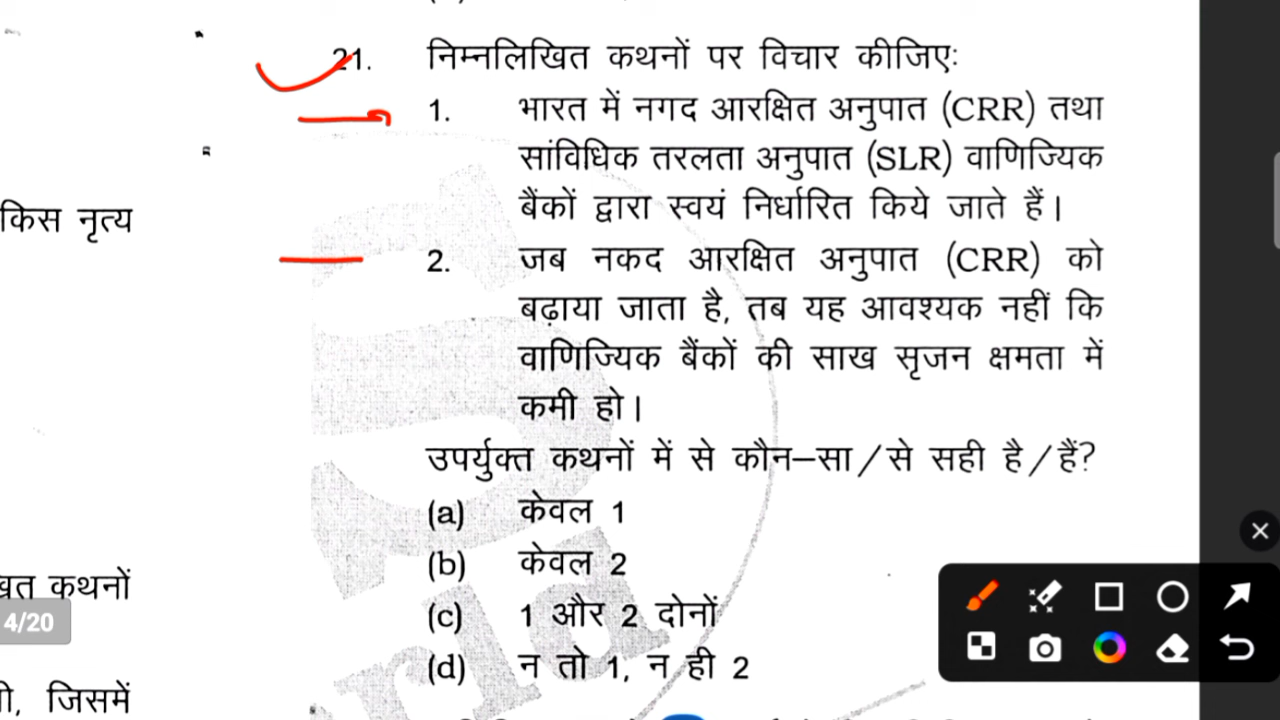 21. निम्नलिखित कथनों पर विचार कीजिएः
1. भारत में नगद आरक्षित अनुपात (CRR) तथा
सांविधिक तरलता अनुपात (SLR) वाणिज्यिक
बैंकों द्वारा स्वयं निर्धारित किये जाते हैं।
किस नृत्य
2. जब नकद आरक्षित अनुपात (CRR) को
बढ़ाया जाता है, तब यह आवश्यक नहीं कि
वाणिज्यिक बैंकों की साख सृजन क्षमता में
कमी हो।
उपर्युक्त कथनों में से कौन–सा/से सही है/हैं?
(a) केवल 1
(b) केवल 2
(c) 1 और 2 दोनों
(d) न तो 1, न ही 2
कथनों
4/20
जिसमें